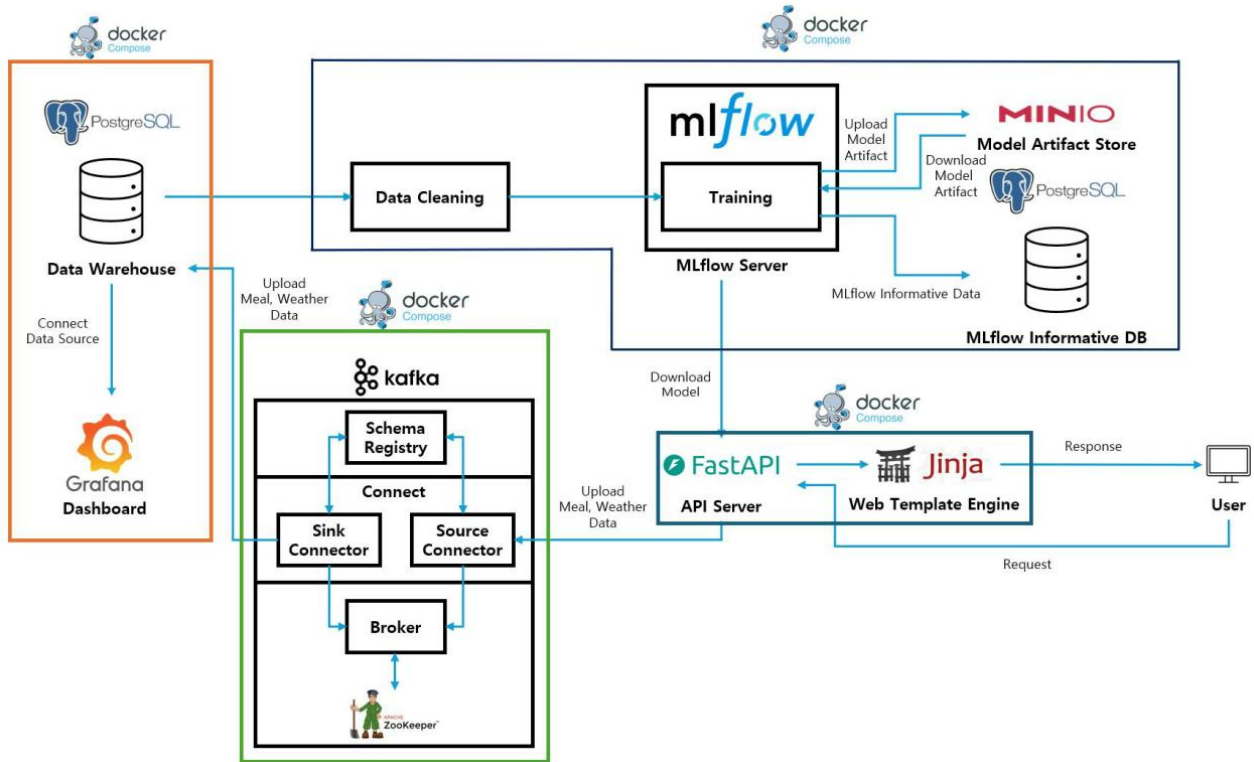 docker
Compose
PostgreSQL
Data Warehouse
Connect
Data Source
Grafana
Dashboard
docker
Compose
Data Cleaning
mlflow
Training
MLflow Server
Upload
Model
Artifact
Download
Model
Artifact
MINIO
Model Artifact Store
PostgreSQL
MLflow Informative Data
MLflow Informative DB
Upload
Meal, Weather
Data
docker
Compose
kafka
Schema
Registry
Connect
Sink
Connector
Source
Connector
Broker
APACHE
ZooKeeper
Download
Model
docker
Compose
FastAPI
API Server
Jinja
Web Template Engine
Upload
Meal, Weather
Data
Response
User
Request